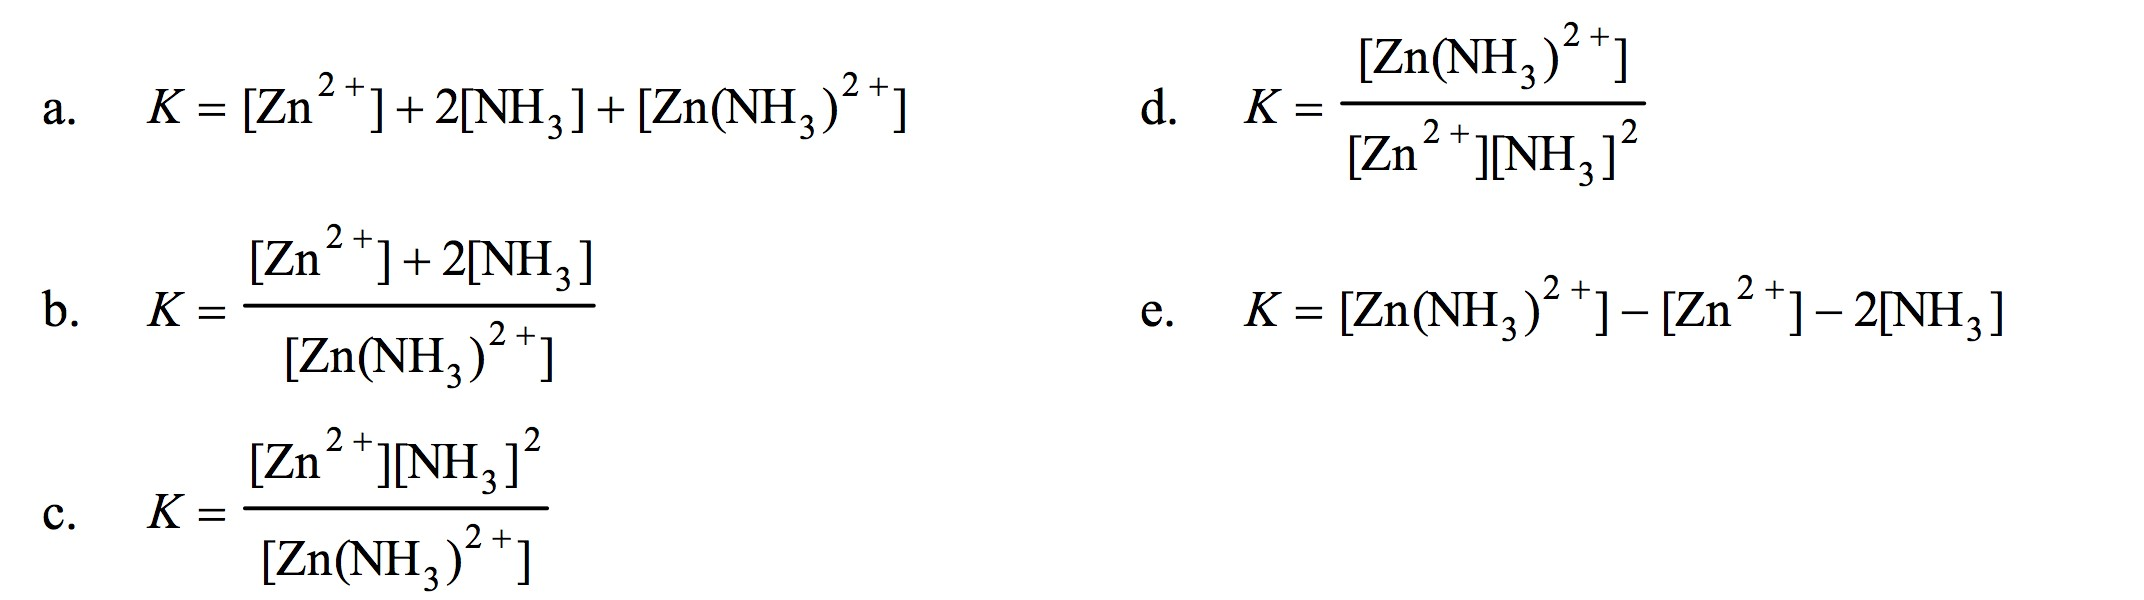 a. K = [Zn²⁺] + 2[NH₃] + [Zn(NH₃)²⁺]
b. K = ([Zn²⁺] + 2[NH₃]) / [Zn(NH₃)²⁺]
c. K = [Zn²⁺][NH₃]² / [Zn(NH₃)²⁺]
d. K = [Zn(NH₃)²⁺] / [Zn²⁺][NH₃]²
e. K = [Zn(NH₃)²⁺] – [Zn²⁺] – 2[NH₃]